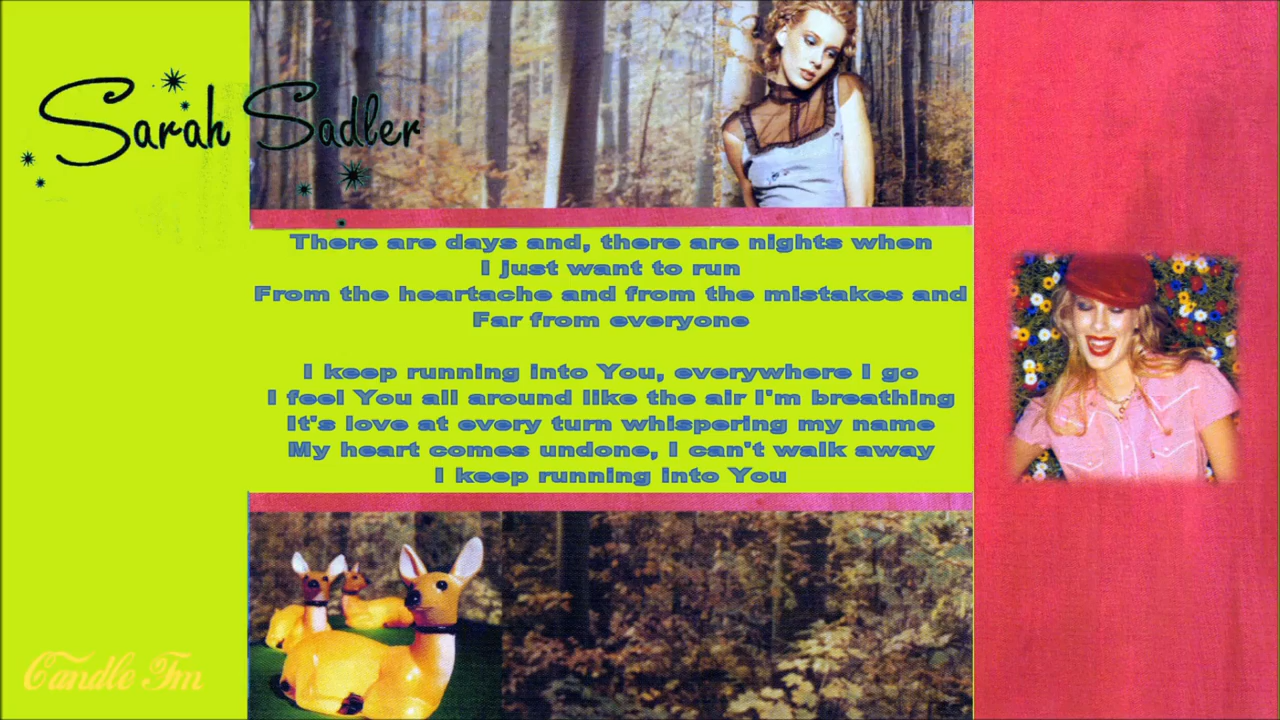 Sarah Sadler
There are days and, there are nights when
I just want to run
From the heartache and from the mistakes and
Far from everyone
I keep running into You, everywhere I go
I feel You all around like the air I'm breathing
It's love at every turn whispering my name
My heart comes undone, I can't walk away
I keep running into You
Candle Fm